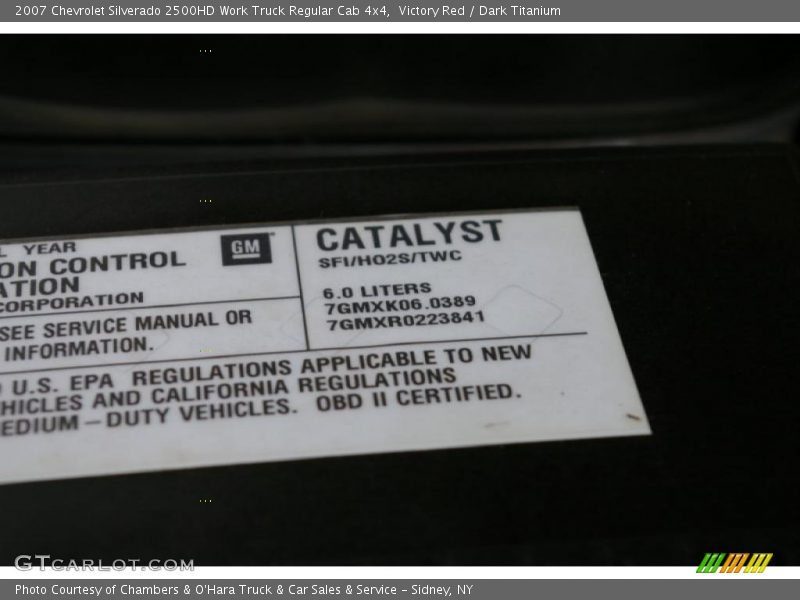 2007 Chevrolet Silverado 2500HD Work Truck Regular Cab 4x4, Victory Red / Dark Titanium
YEAR
ON CONTROL
ATION
CORPORATION
GM
SEE SERVICE MANUAL OR
INFORMATION.
CATALYST
SFI/HO2S/TWC
6.0 LITERS
7GMXK06.0389
7GMXR0223841
U.S. EPA REGULATIONS APPLICABLE TO NEW
HICLES AND CALIFORNIA REGULATIONS
EDIUM - DUTY VEHICLES. OBD II CERTIFIED.
GTCARLOT.COM
Photo Courtesy of Chambers & O'Hara Truck & Car Sales & Service - Sidney, NY